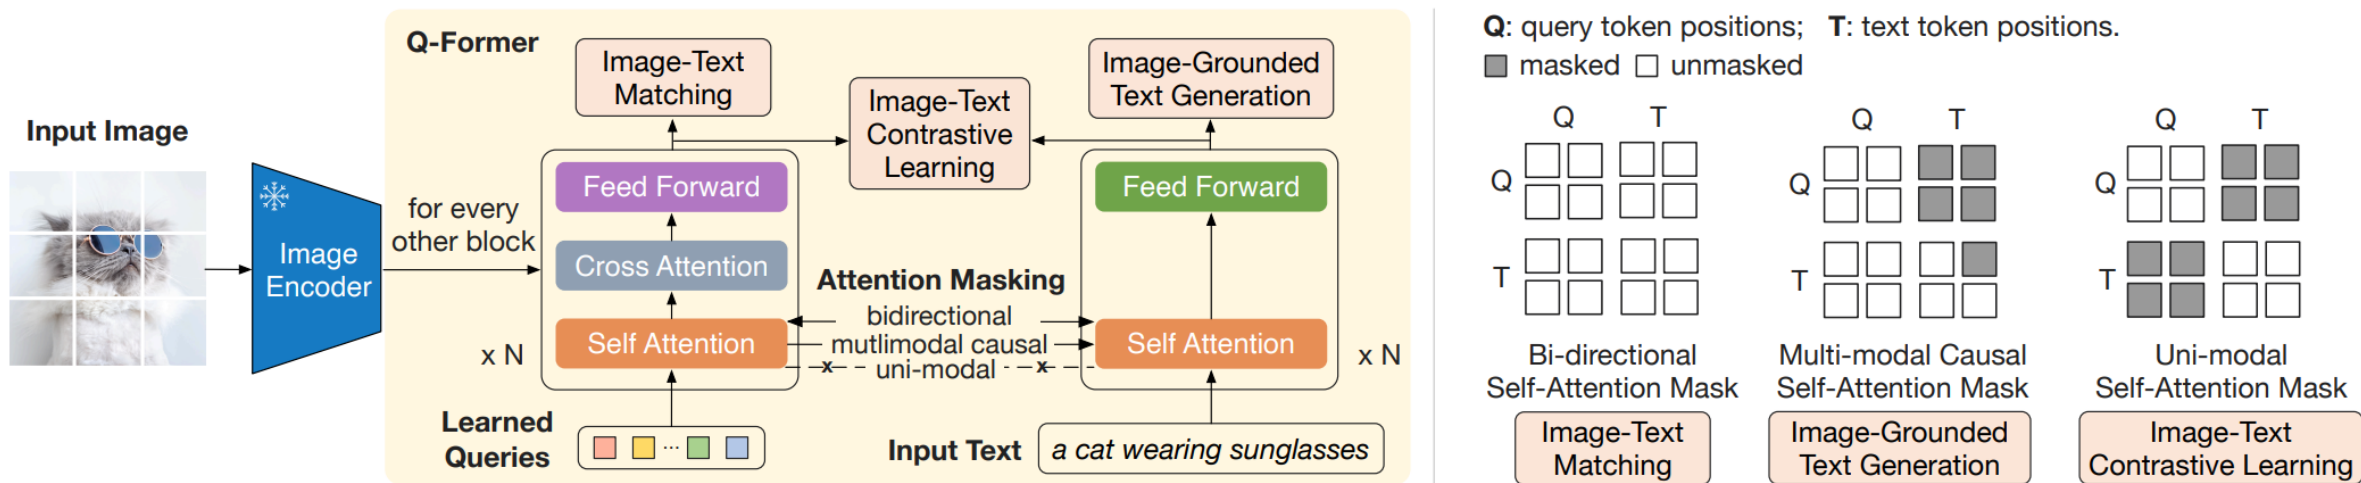 Input Image
Image
Encoder
for every
other block
Q-Former
Image-Text
Matching
Image-Text
Contrastive
Learning
Image-Grounded
Text Generation
Feed Forward
Cross Attention
Self Attention
x N
Learned
Queries
...
Attention Masking
bidirectional
mutlimodal causal
x uni-modal x
Feed Forward
Self Attention
x N
Input Text
a cat wearing sunglasses
Q: query token positions; T: text token positions.
masked unmasked
Q T
Q
T
Bi-directional
Self-Attention Mask
Image-Text
Matching
Q T
Q
T
Multi-modal Causal
Self-Attention Mask
Image-Grounded
Text Generation
Q T
Q
T
Uni-modal
Self-Attention Mask
Image-Text
Contrastive Learning